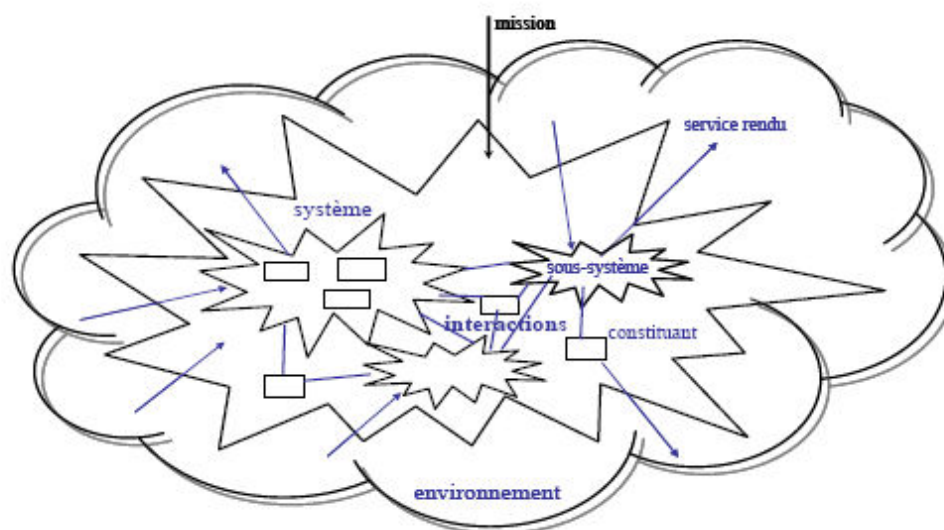 mission
service rendu
système
sous-système
interactions
constituant
environnement